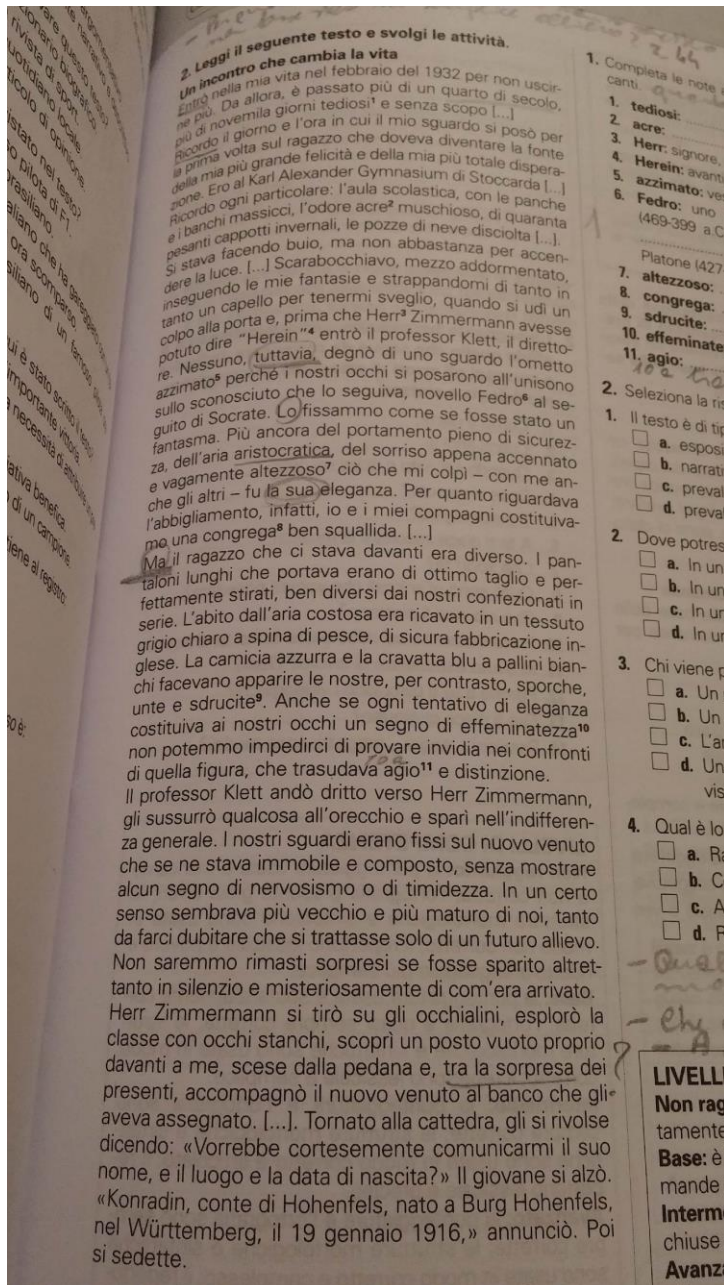 2. Leggi il seguente testo e svolgi le attività.
Un incontro che cambia la vita
Entrò nella mia vita nel febbraio del 1932 per non uscir-
ne più. Da allora, è passato più di un quarto di secolo,
più di novemila giorni tediosi¹ e senza scopo [...]
Ricordo il giorno e l'ora in cui il mio sguardo si posò per
la prima volta sul ragazzo che doveva diventare la fonte
della mia più grande felicità e della mia più totale dispera-
zione. Ero al Karl Alexander Gymnasium di Stoccarda [...]
Ricordo ogni particolare: l'aula scolastica, con le panche
e i banchi massicci, l'odore acre² muschioso, di quaranta
pesanti cappotti invernali, le pozze di neve disciolta [...].
Si stava facendo buio, ma non abbastanza per accen-
dere la luce. [...] Scarabocchiavo, mezzo addormentato,
inseguendo le mie fantasie e strappandomi di tanto in
tanto un capello per tenermi sveglio, quando si udì un
colpo alla porta e, prima che Herr³ Zimmermann avesse
potuto dire "Herein"⁴ entrò il professor Klett, il diretto-
re. Nessuno, tuttavia, degnò di uno sguardo l'ometto
azzimato⁵ perché i nostri occhi si posarono all'unisono
sullo sconosciuto che lo seguiva, novello Fedro⁶ al se-
guito di Socrate. Lo fissammo come se fosse stato un
fantasma. Più ancora del portamento pieno di sicurez-
za, dell'aria aristocratica, del sorriso appena accennato
e vagamente altezzoso⁷ ciò che mi colpì – con me an-
che gli altri – fu la sua eleganza. Per quanto riguardava
l'abbigliamento, infatti, io e i miei compagni costituiva-
mo una congrega⁸ ben squallida. [...]
Ma il ragazzo che ci stava davanti era diverso. I pan-
taloni lunghi che portava erano di ottimo taglio e per-
fettamente stirati, ben diversi dai nostri confezionati in
serie. L'abito dall'aria costosa era ricavato in un tessuto
grigio chiaro a spina di pesce, di sicura fabbricazione in-
glese. La camicia azzurra e la cravatta blu a pallini bian-
chi facevano apparire le nostre, per contrasto, sporche,
unte e sdrucite⁹. Anche se ogni tentativo di eleganza
costituiva ai nostri occhi un segno di effeminatezza¹⁰
non potemmo impedirci di provare invidia nei confronti
di quella figura, che trasudava agio¹¹ e distinzione.
Il professor Klett andò dritto verso Herr Zimmermann,
gli sussurrò qualcosa all'orecchio e sparì nell'indifferen-
za generale. I nostri sguardi erano fissi sul nuovo venuto
che se ne stava immobile e composto, senza mostrare
alcun segno di nervosismo o di timidezza. In un certo
senso sembrava più vecchio e più maturo di noi, tanto
da farci dubitare che si trattasse solo di un futuro allievo.
Non saremmo rimasti sorpresi se fosse sparito altret-
tanto in silenzio e misteriosamente di com'era arrivato.
Herr Zimmermann si tirò su gli occhialini, esplorò la
classe con occhi stanchi, scoprì un posto vuoto proprio
davanti a me, scese dalla pedana e, tra la sorpresa dei
presenti, accompagnò il nuovo venuto al banco che gli
aveva assegnato. [...]. Tornato alla cattedra, gli si rivolse
dicendo: «Vorrebbe cortesemente comunicarmi il suo
nome, e il luogo e la data di nascita?» Il giovane si alzò.
«Konradin, conte di Hohenfels, nato a Burg Hohenfels,
nel Württemberg, il 19 gennaio 1916,» annunciò. Poi
si sedette.
1. Completa le note
canti.
1. tediosi:
2. acre:
3. Herr: signore,
4. Herein: avanti
5. azzimato:
6. Fedro: uno
(469-399 a.C
Platone (427
7. altezzoso:
8. congrega:
9. sdrucite:
10. effeminate
11. agio:
2. Seleziona la
1. Il testo è di
a. esposi
b. narrati
c. preval
d. preval
2. Dove potres
a. In un
b. In un
c. In un
d. In un
3. Chi viene
a. Un
b. Un
c. L'a
d. Un
vis
4. Qual è lo
a.
b.
c. A
d.
LIVELL
Non rag
tamente
Base: è
mande
Interm
chiuse
Avanz